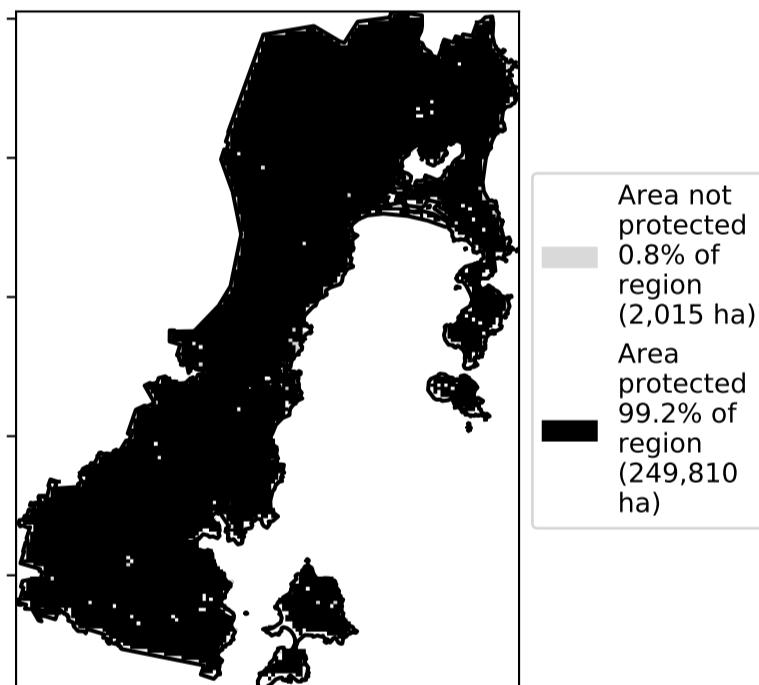 Area not
protected
0.8% of
region
(2,015 ha)
Area
protected
99.2% of
region
(249,810
ha)